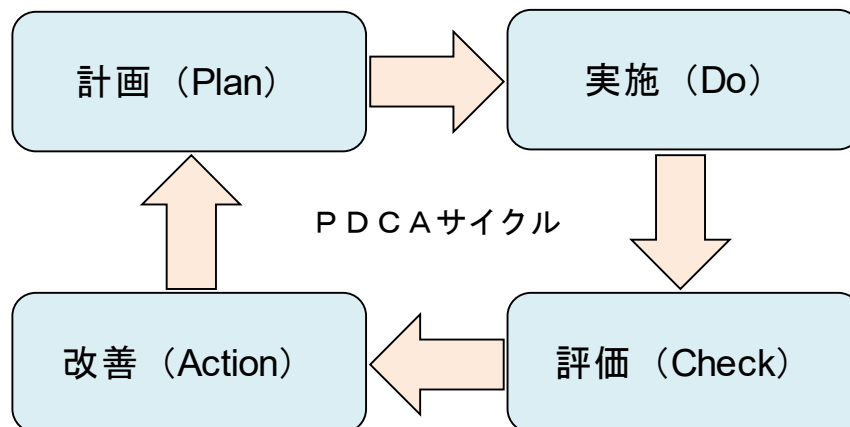 計画（Plan）
実施（Do）
ＰＤＣＡサイクル
改善（Action）
評価（Check）